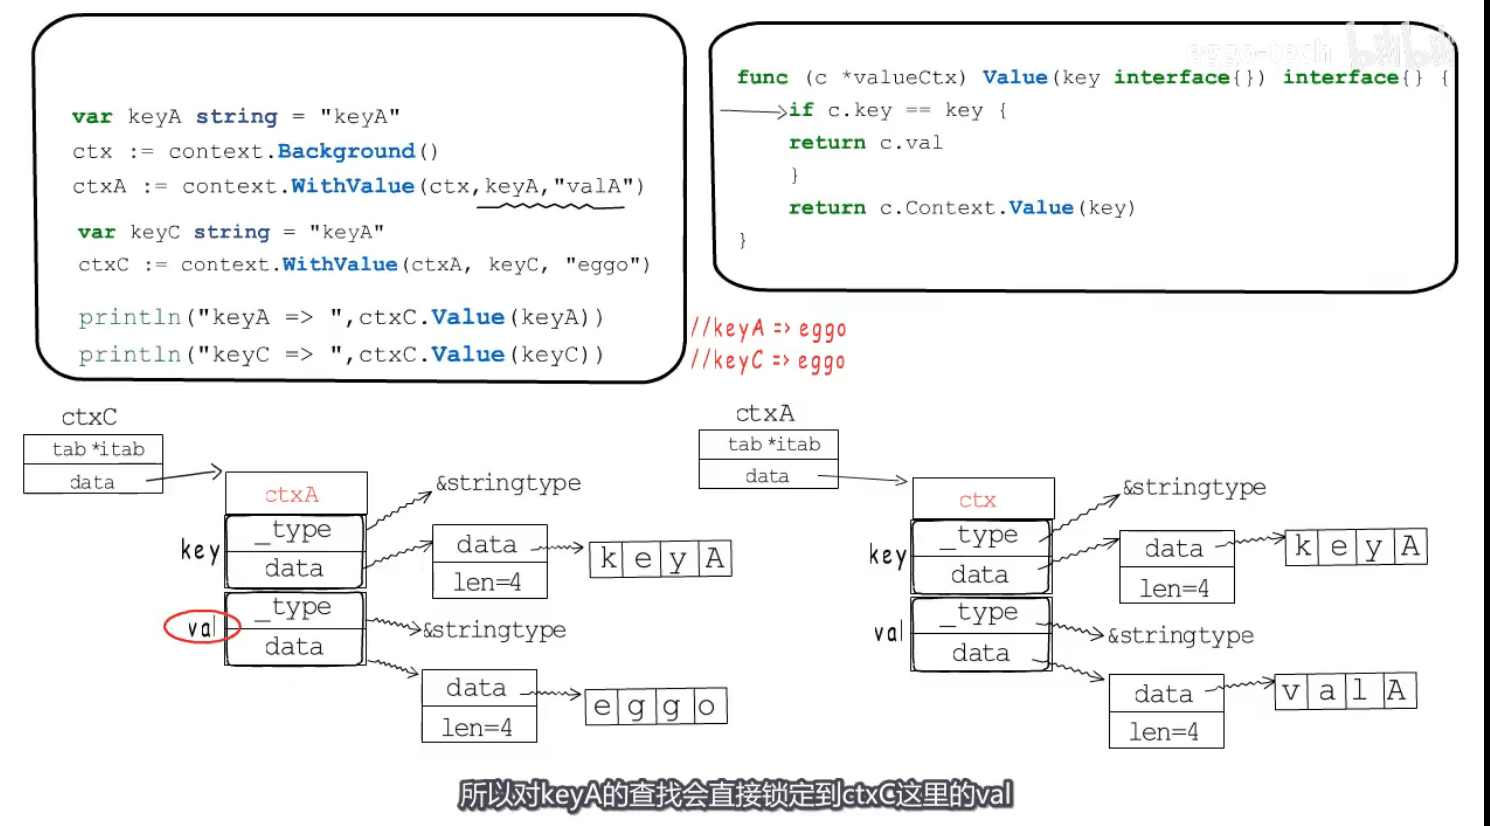 eggo-tech bilibili
var keyA string = "keyA"
ctx := context.Background()
ctxA := context.WithValue(ctx,keyA,"valA")
var keyC string = "keyA"
ctxC := context.WithValue(ctxA, keyC, "eggo")
println("keyA => ",ctxC.Value(keyA))
println("keyC => ",ctxC.Value(keyC))
func (c *valueCtx) Value(key interface{}) interface{} {
if c.key == key {
return c.val
}
return c.Context.Value(key)
}
//keyA => eggo
//keyC => eggo
ctxC
tab *itab
data
ctxA
key
_type
data
val
_type
data
&stringtype
data
len=4
k e y A
&stringtype
data
len=4
e g g o
ctxA
tab *itab
data
ctx
key
_type
data
val
_type
data
&stringtype
data
len=4
k e y A
&stringtype
data
len=4
v a l A
所以对keyA的查找会直接锁定到ctxC这里的val